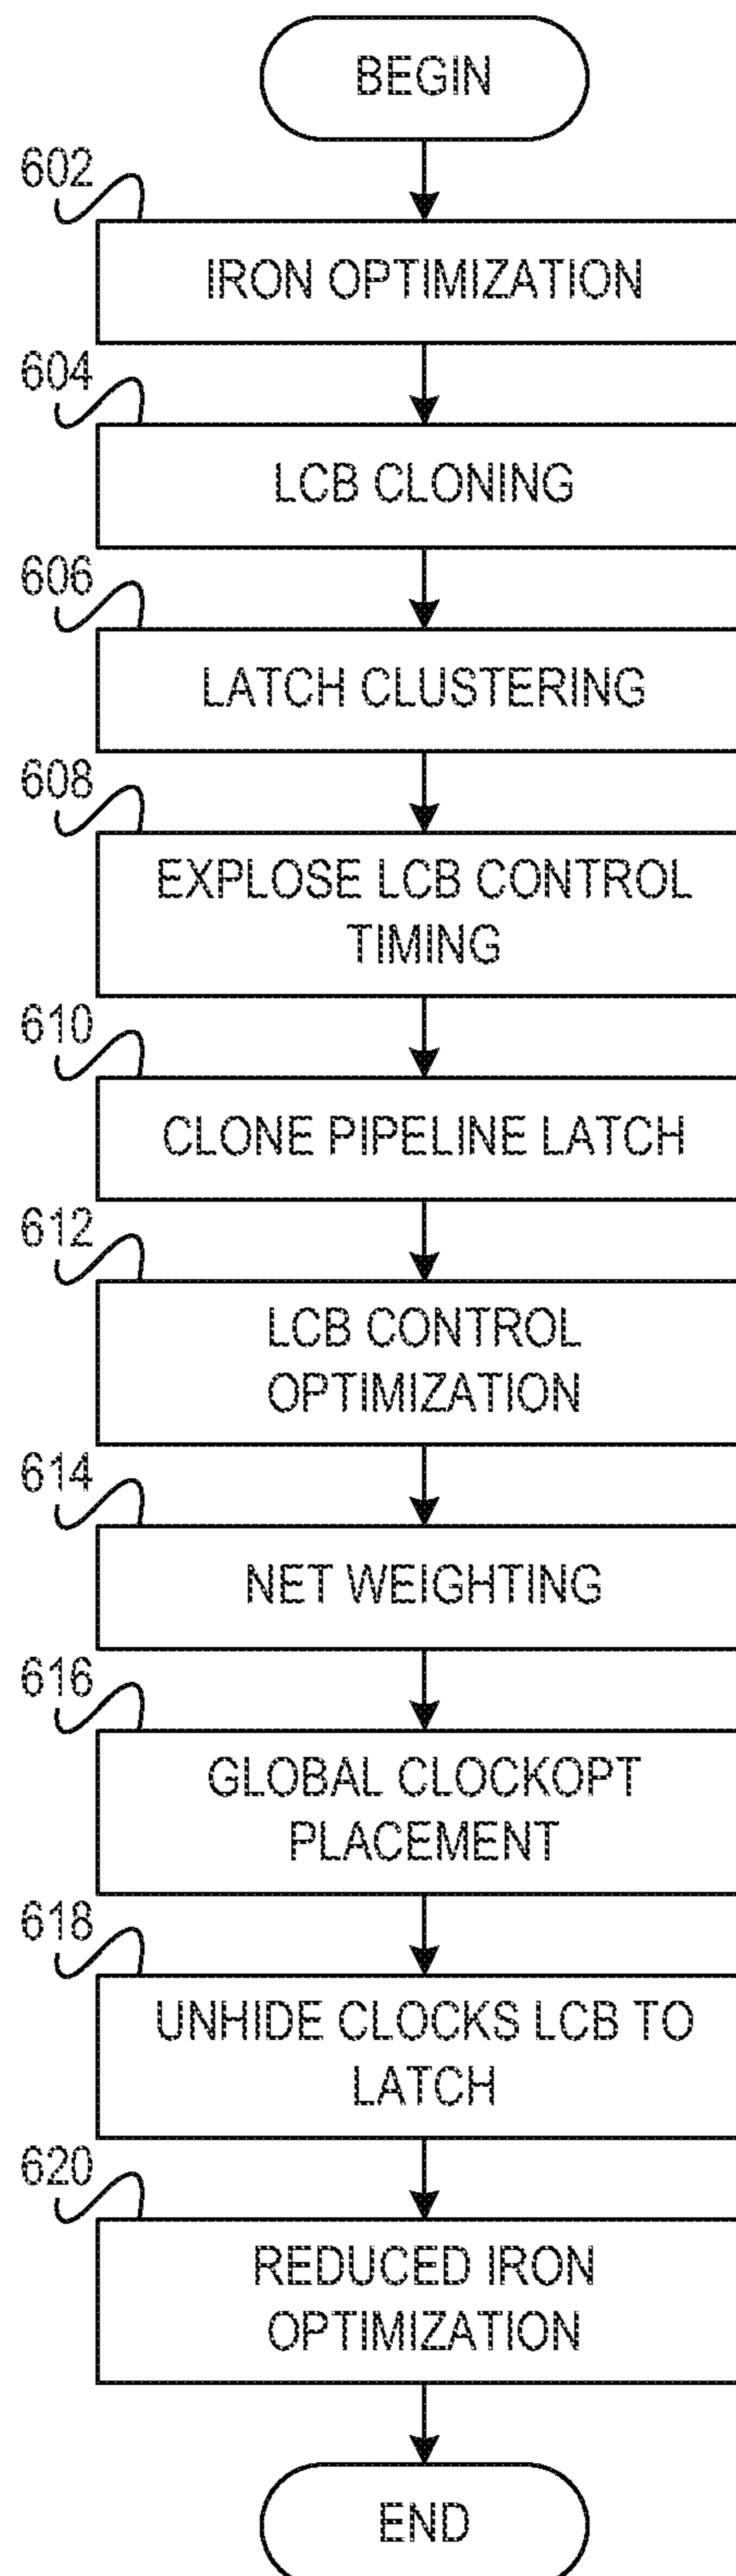 BEGIN
602
IRON OPTIMIZATION
604
LCB CLONING
606
LATCH CLUSTERING
608
EXPLOSE LCB CONTROL
TIMING
610
CLONE PIPELINE LATCH
612
LCB CONTROL
OPTIMIZATION
614
NET WEIGHTING
616
GLOBAL CLOCKOPT
PLACEMENT
618
UNHIDE CLOCKS LCB TO
LATCH
620
REDUCED IRON
OPTIMIZATION
END